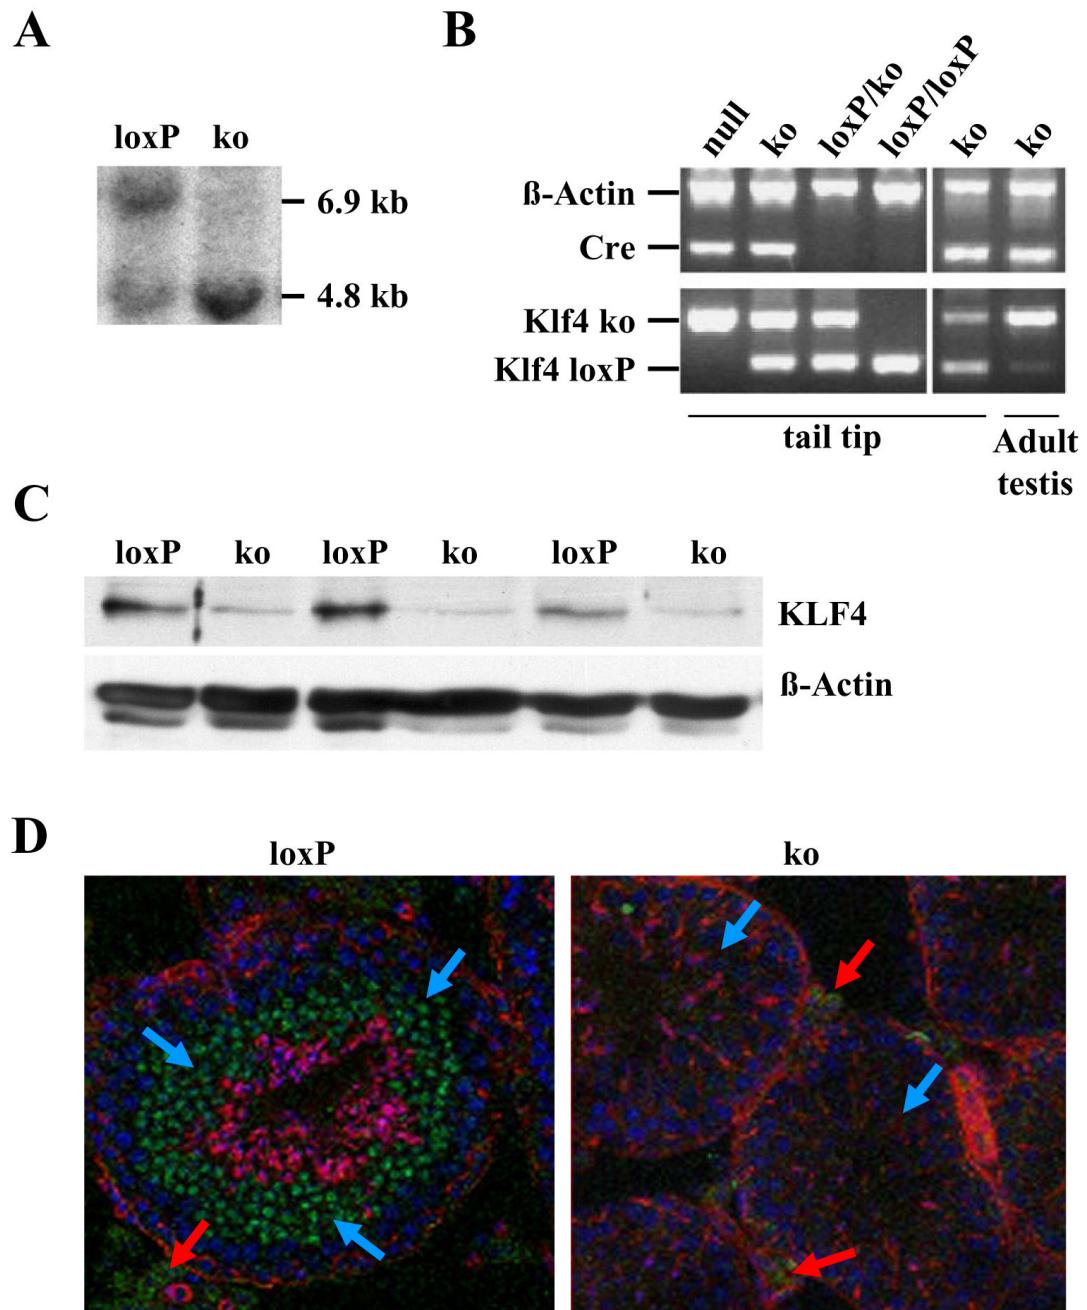 A
loxP ko
6.9 kb
4.8 kb
B
null ko loxP/ko loxP/loxP ko ko
ß-Actin
Cre
Klf4 ko
Klf4 loxP
tail tip
Adult
testis
C
loxP ko loxP ko loxP ko
KLF4
ß-Actin
D
loxP ko